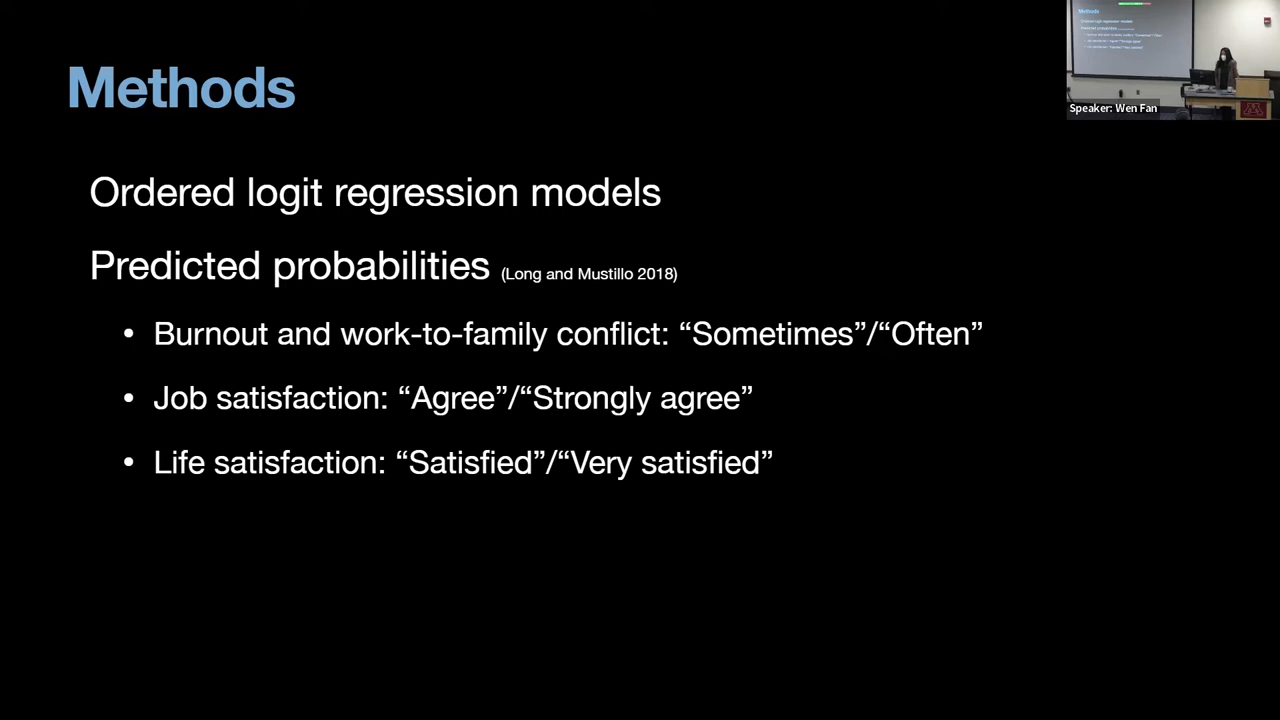 Methods
Speaker: Wen Fan
Ordered logit regression models
Predicted probabilities (Long and Mustillo 2018)
• Burnout and work-to-family conflict: “Sometimes”/“Often”
• Job satisfaction: “Agree”/“Strongly agree”
• Life satisfaction: “Satisfied”/“Very satisfied”